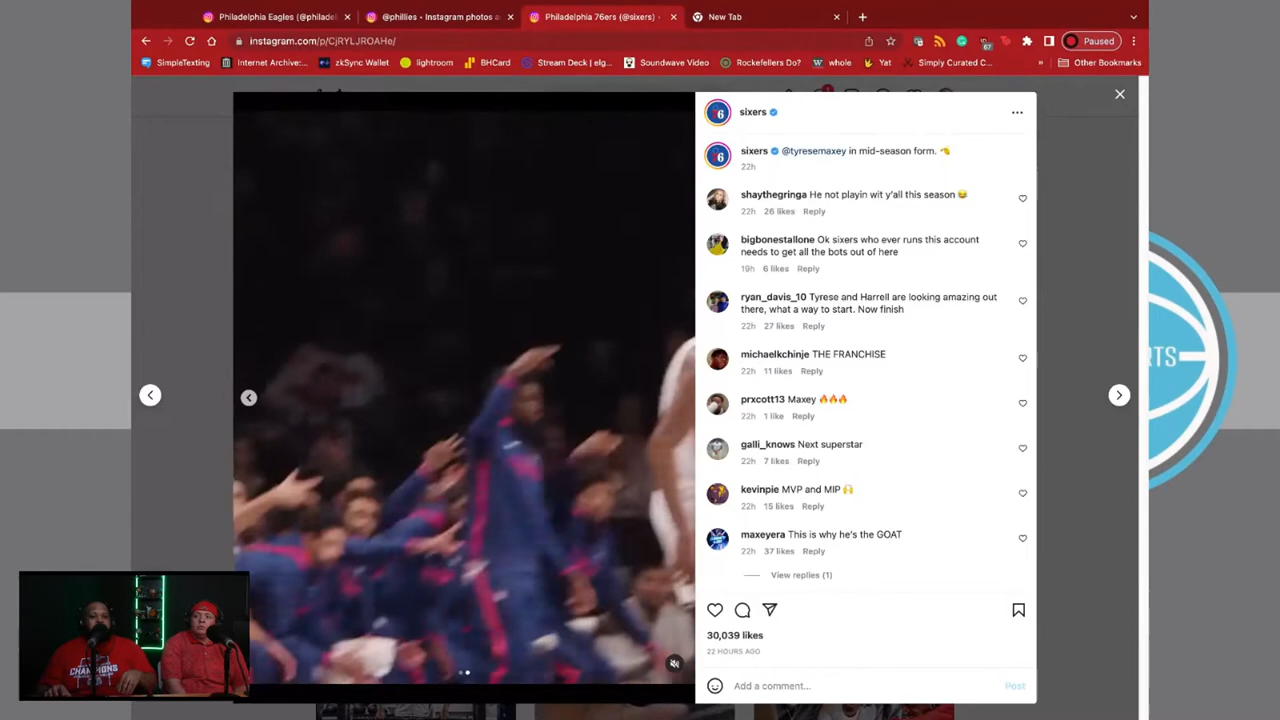 Philadelphia Eagles (@philadel
@phillies • Instagram photos a
Philadelphia 76ers (@sixers) •
New Tab
instagram.com/p/CjRYLJROAHe/
67
Paused
SimpleTexting
Internet Archive:...
zkSync Wallet
lightroom
BHCard
Stream Deck | elg...
Soundwave Video
Rockefellers Do?
whole
Yat
Simply Curated C...
»
Other Bookmarks
sixers
sixers @tyresemaxey in mid-season form. 🔫
22h
shaythegringa He not playin wit y'all this season 😂
22h 26 likes Reply
bigbonestallone Ok sixers who ever runs this account
needs to get all the bots out of here
19h 6 likes Reply
ryan_davis_10 Tyrese and Harrell are looking amazing out
there, what a way to start. Now finish
22h 27 likes Reply
michaelkchinje THE FRANCHISE
22h 11 likes Reply
prxcott13 Maxey 🔥🔥🔥
22h 1 like Reply
galli_knows Next superstar
22h 7 likes Reply
kevinpie MVP and MIP 🙌
22h 15 likes Reply
maxeyera This is why he's the GOAT
22h 37 likes Reply
View replies (1)
30,039 likes
22 HOURS AGO
Add a comment...
Post
RTS
CHAMPIONS